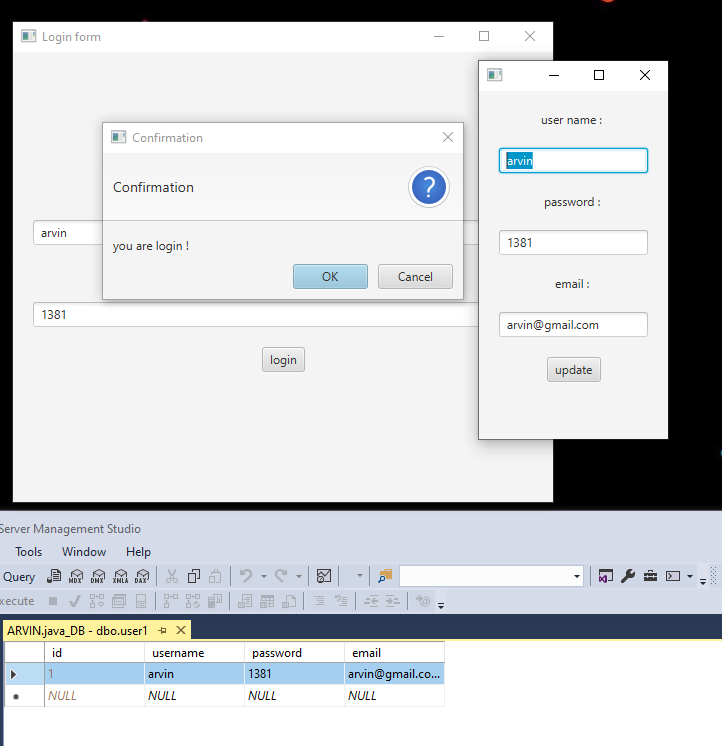 Login form
Confirmation
Confirmation
?
you are login !
OK
Cancel
arvin
1381
login
user name :
arvin
password :
1381
email :
arvin@gmail.com
update
Server Management Studio
Tools Window Help
Query MDX DMX XMLA DAX
xecute
ARVIN.java_DB - dbo.user1
id username password email
1 arvin 1381 arvin@gmail.co...
NULL NULL NULL NULL